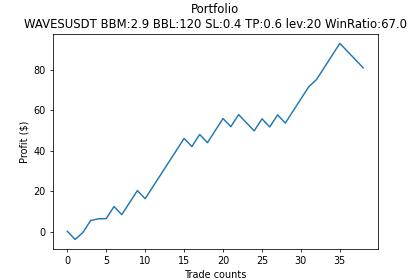 Portfolio
WAVESUSDT BBM:2.9 BBL:120 SL:0.4 TP:0.6 lev:20 WinRatio:67.0
Profit ($)
80
60
40
20
0
0 5 10 15 20 25 30 35
Trade counts